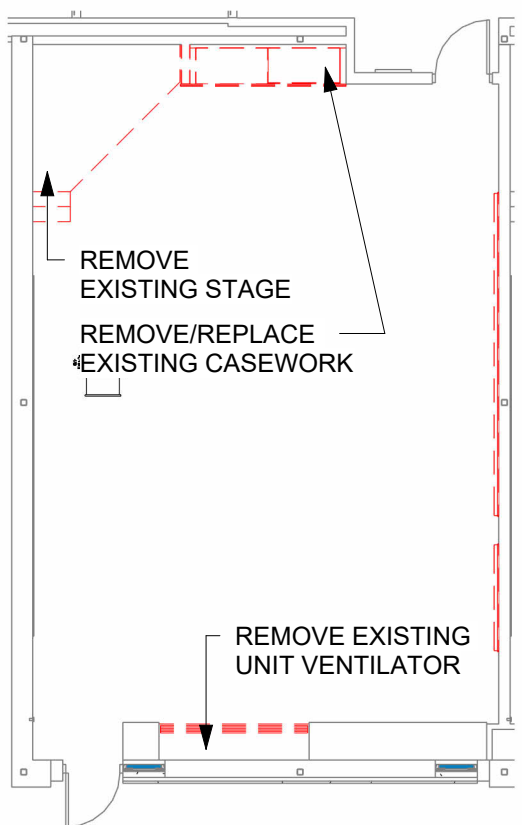 REMOVE
EXISTING STAGE
REMOVE/REPLACE
EXISTING CASEWORK
REMOVE EXISTING
UNIT VENTILATOR